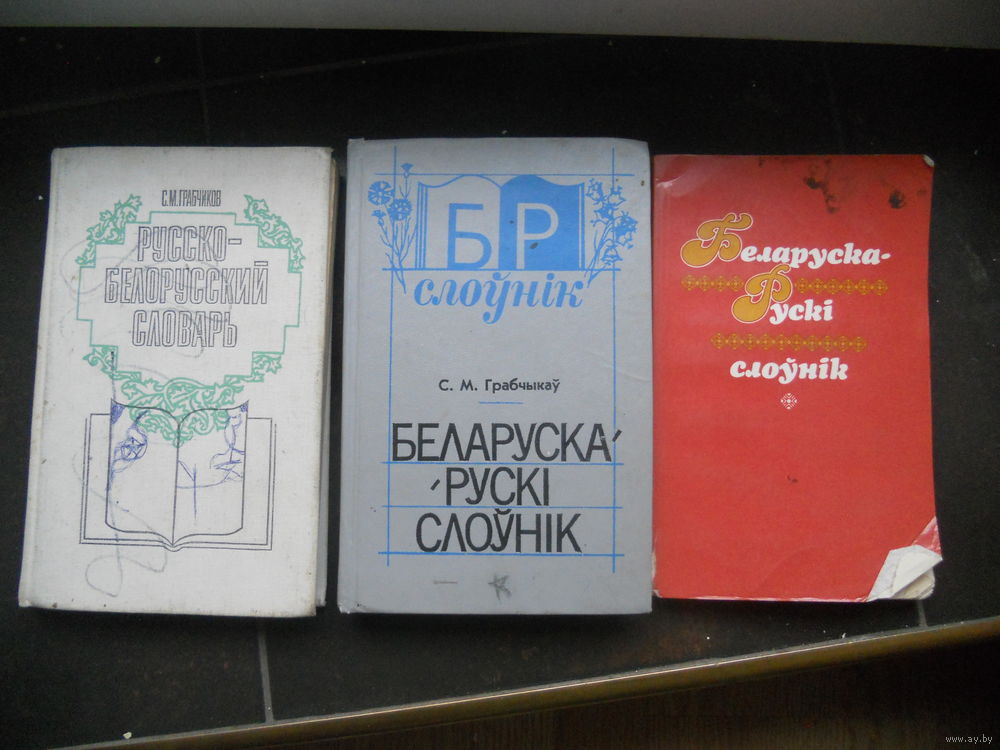 С.М.ГРАБЧИКОВ
РУССКО-
БЕЛОРУССКИЙ
СЛОВАРЬ
БР
слоўнік
С. М. Грабчыкаў
БЕЛАРУСКА-
-РУСКІ
СЛОЎНІК
Беларуска-
Рускі
слоўнік
www.ay.by